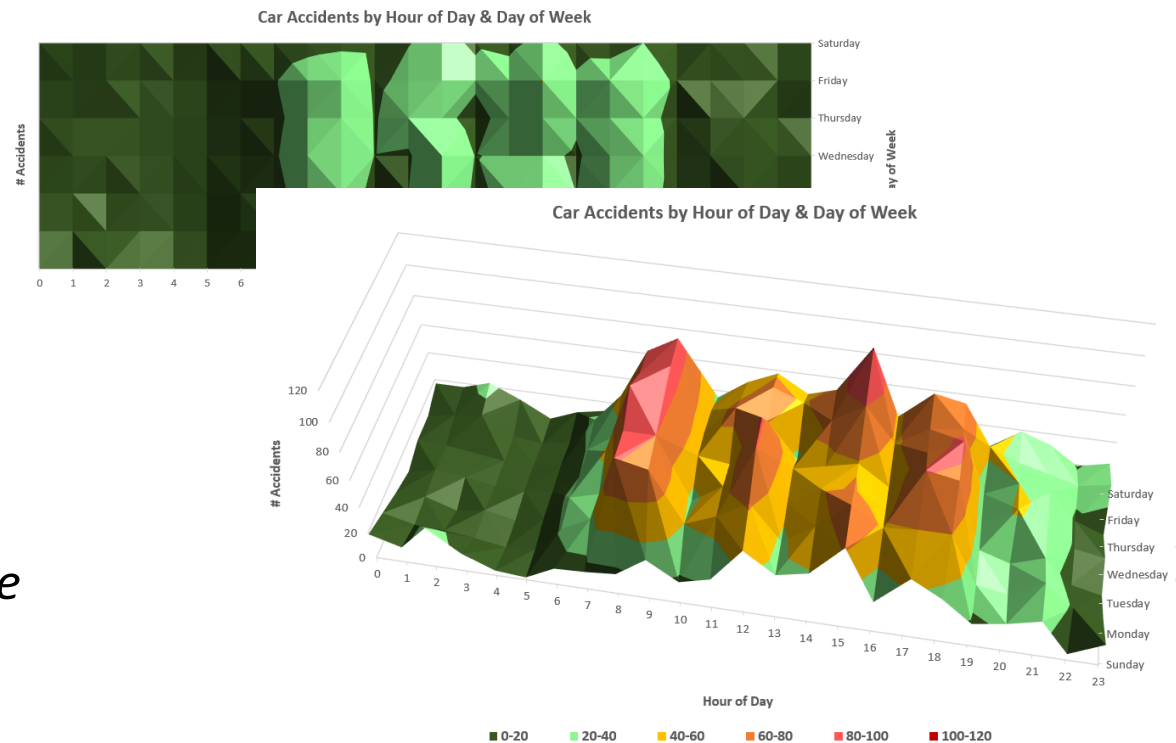 Car Accidents by Hour of Day & Day of Week
# Accidents
Saturday
Friday
Thursday
Wednesday
ay of Week
0 1 2 3 4 5 6
Car Accidents by Hour of Day & Day of Week
# Accidents
120
100
80
60
40
20
0
0 1 2 3 4 5 6 7 8 9 10 11 12 13 14 15 16 17 18 19 20 21 22 23
Saturday
Friday
Thursday
Wednesday
Tuesday
Monday
Sunday
e
Hour of Day
0-20 20-40 40-60 60-80 80-100 100-120